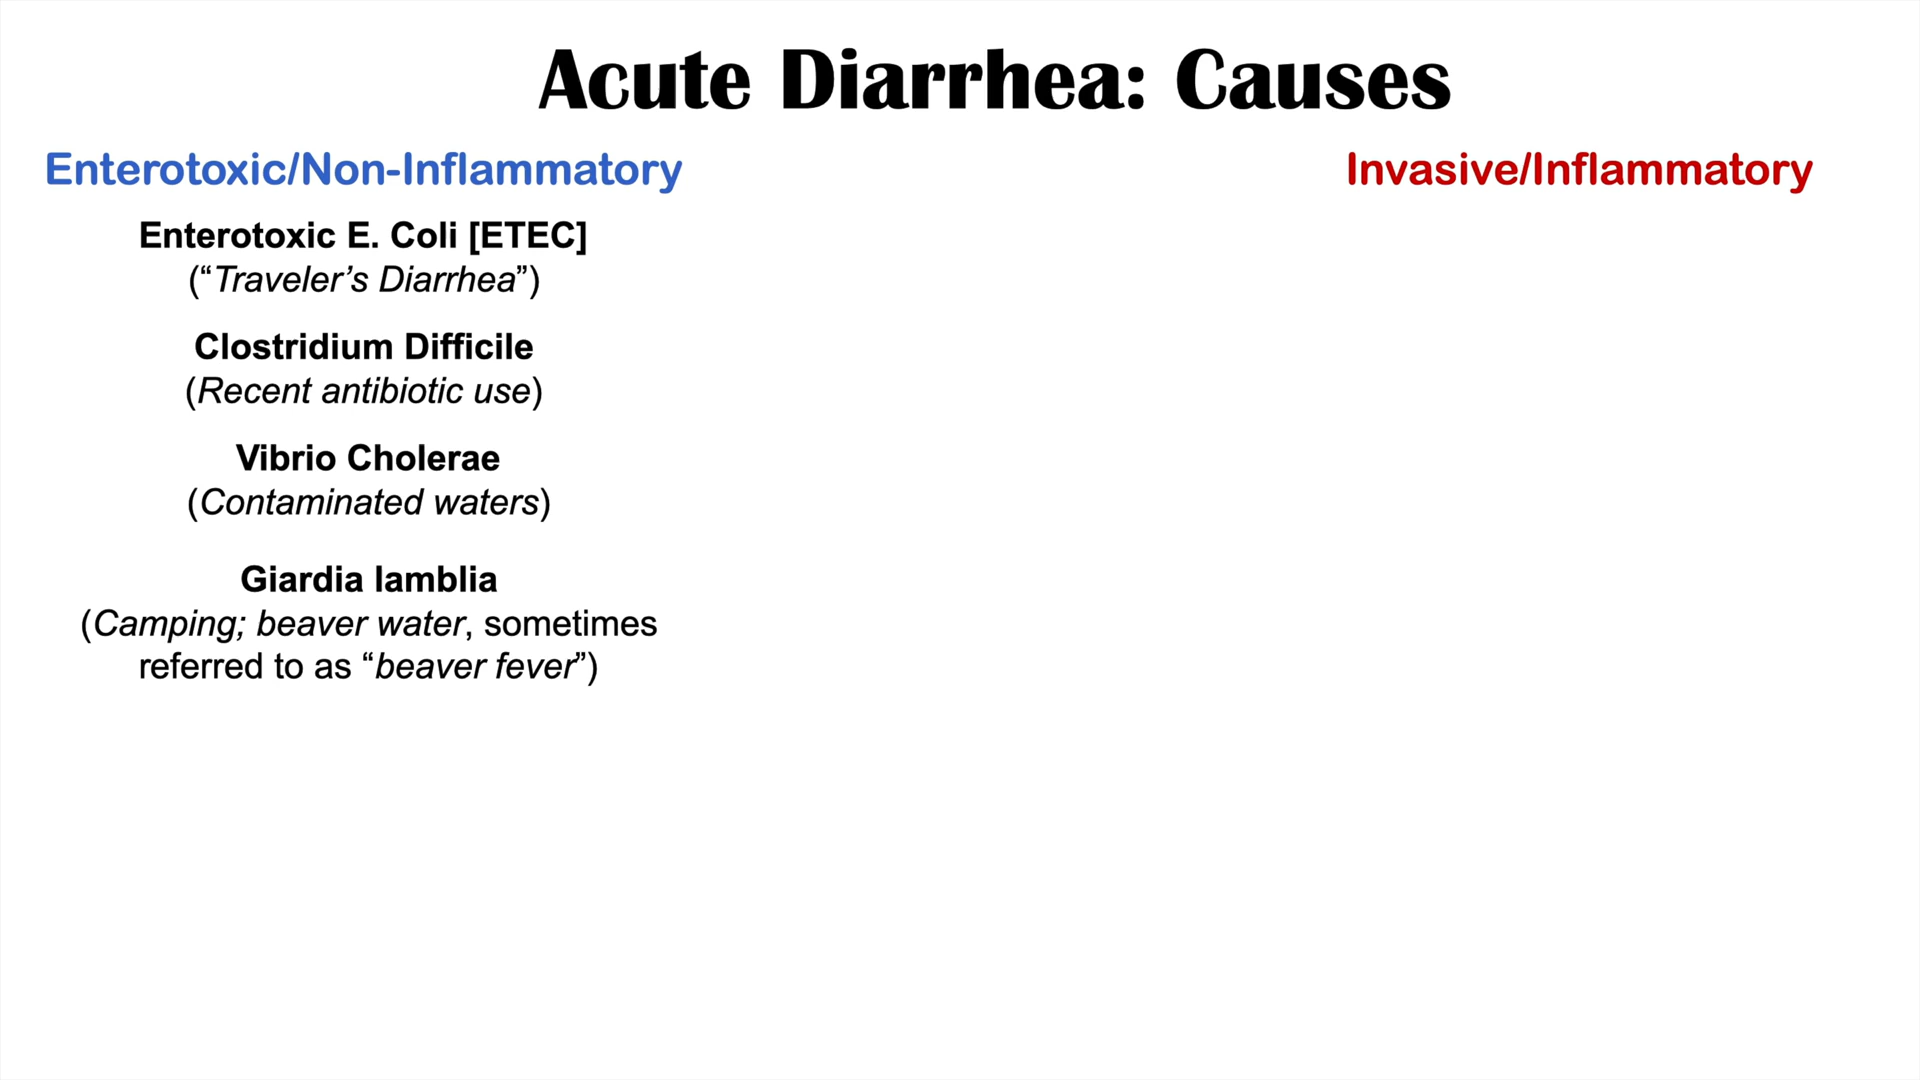 Acute Diarrhea: Causes
Enterotoxic/Non-Inflammatory
Invasive/Inflammatory
Enterotoxic E. Coli [ETEC]
(“Traveler’s Diarrhea”)
Clostridium Difficile
(Recent antibiotic use)
Vibrio Cholerae
(Contaminated waters)
Giardia lamblia
(Camping; beaver water, sometimes
referred to as “beaver fever”)